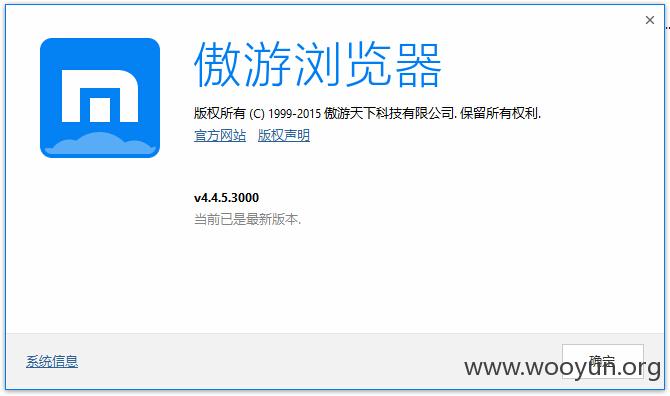 傲游浏览器
版权所有 (C) 1999-2015 傲游天下科技有限公司. 保留所有权利.
官方网站 版权声明
v4.4.5.3000
当前已是最新版本.
系统信息
确定
www.wooyun.org